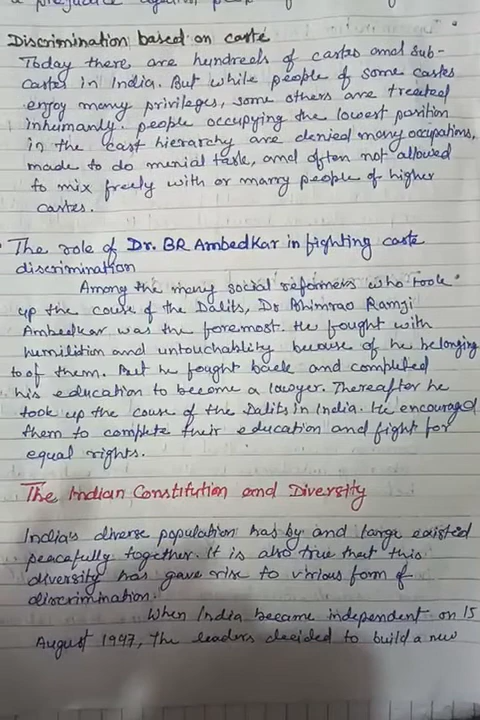 a prejudice against peop
Discrimination based on caste
Today there are hundreds of castes and sub-
castes in India. But while people of some castes
enjoy many privileges, some others are treated
inhumanly. people occupying the lowest parition
in the cast hierarchy are denied many occupations,
made to do menial task, and often not allowed
to mix freely with or marry people of higher
castes.
The role of Dr. BR Ambedkar in fighting caste
discrimination
Among the many social reformers who took
up the couse of the Dalits, Dr Bhimrao Ramji
Ambedkar was the foremost. He fought with
humilition and untouchablity because of he belonging
to of them. But he fought back and completed
his education to become a lawyer. Thereafter he
took up the couse of the Dalits in India. He encouraged
them to complete their education and fight for
equal rights.
The Indian Constitution and Diversity
India's diverse population has by and large existed
peacefully together. It is also true that this
diversity has gave rise to virious form of
discrimination.
When India became independent on 15
August 1947, The leaders decided to build a new